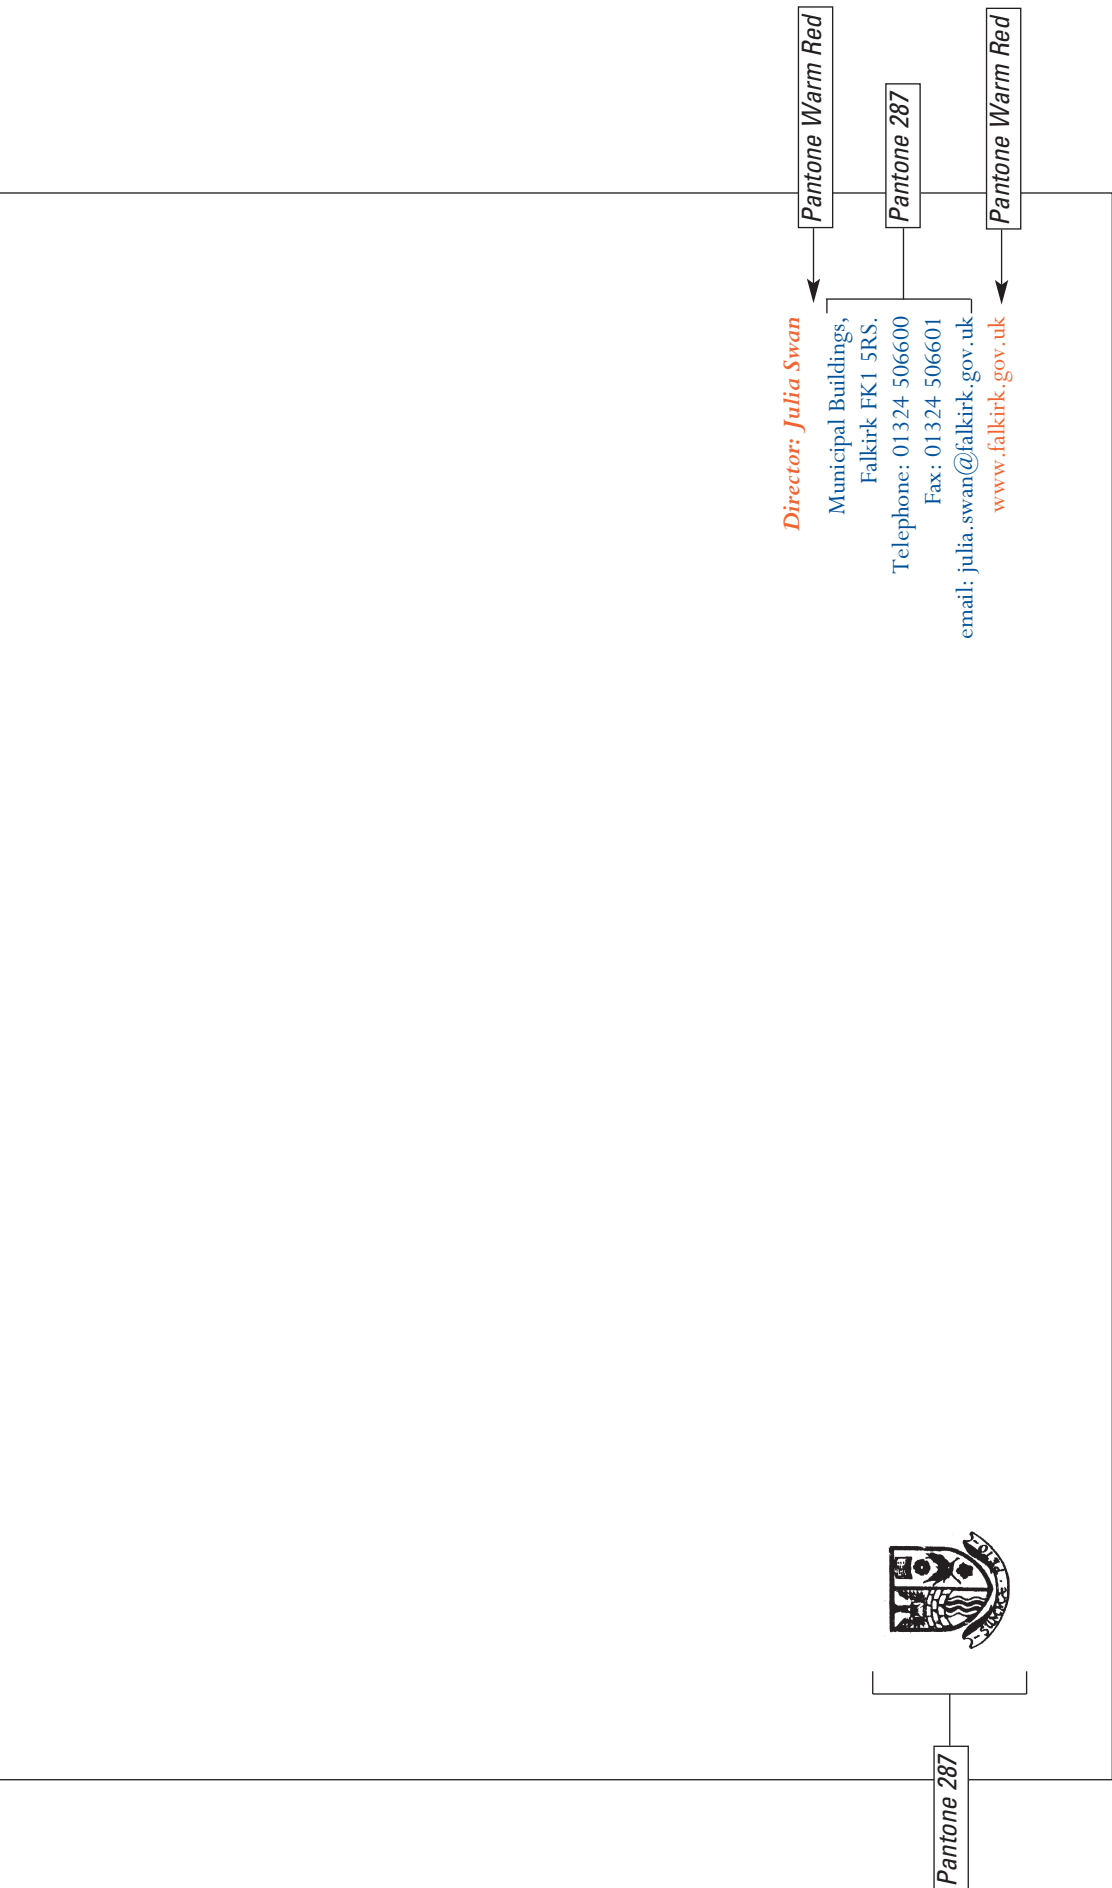 Pantone Warm Red
Pantone 287
Pantone Warm Red
Director: Julia Swan
Municipal Buildings,
Falkirk FK1 5RS.
Telephone: 01324 506600
Fax: 01324 506601
email: julia.swan@falkirk.gov.uk
www.falkirk.gov.uk
Pantone 287